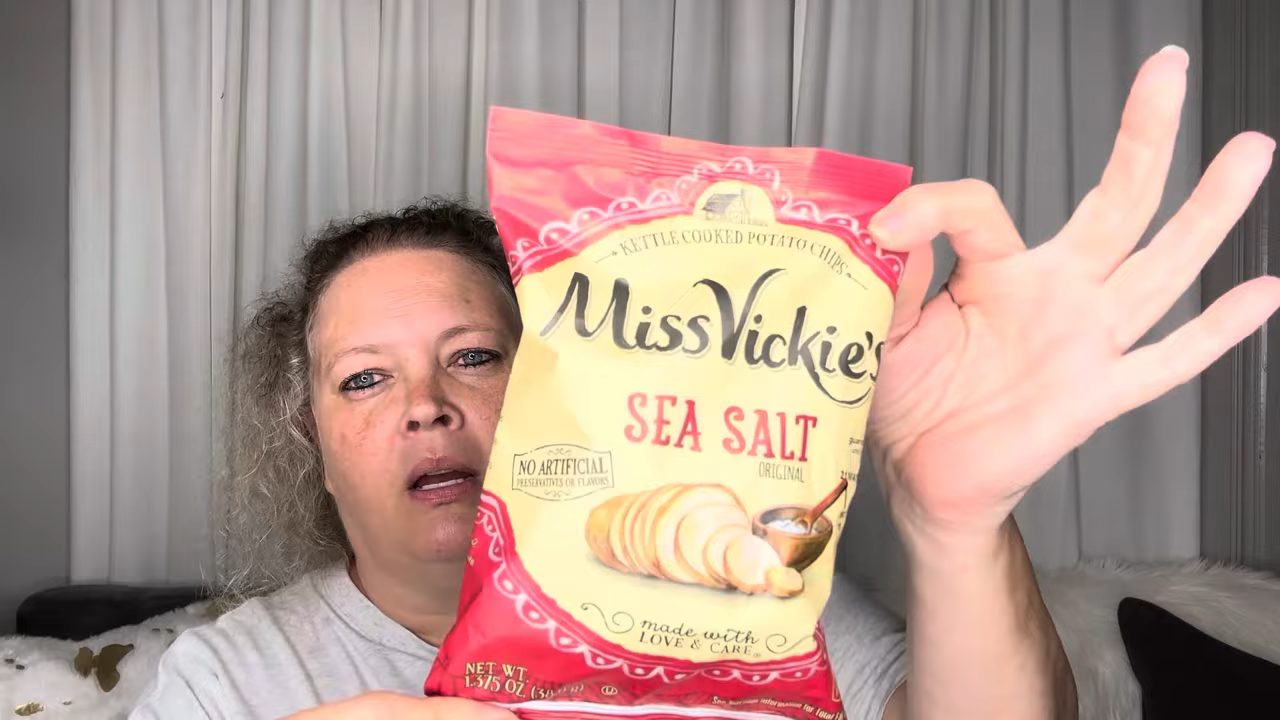 KETTLE COOKED POTATO CHIPS
Miss Vickie's
SEA SALT
ORIGINAL
NO ARTIFICIAL
PRESERVATIVES OR FLAVORS
made with
LOVE & CARE
NET WT.
1.375 OZ.